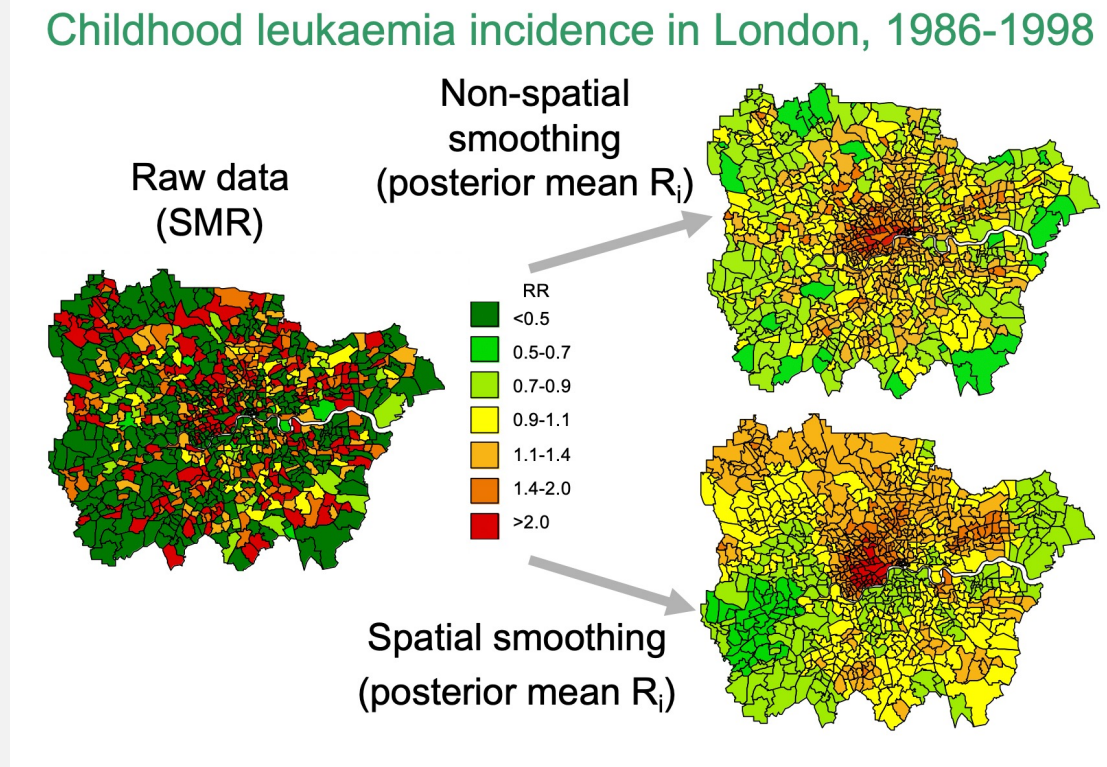 Childhood leukaemia incidence in London, 1986-1998
Non-spatial
smoothing
(posterior mean Rᵢ)
Raw data
(SMR)
RR
<0.5
0.5-0.7
0.7-0.9
0.9-1.1
1.1-1.4
1.4-2.0
>2.0
Spatial smoothing
(posterior mean Rᵢ)